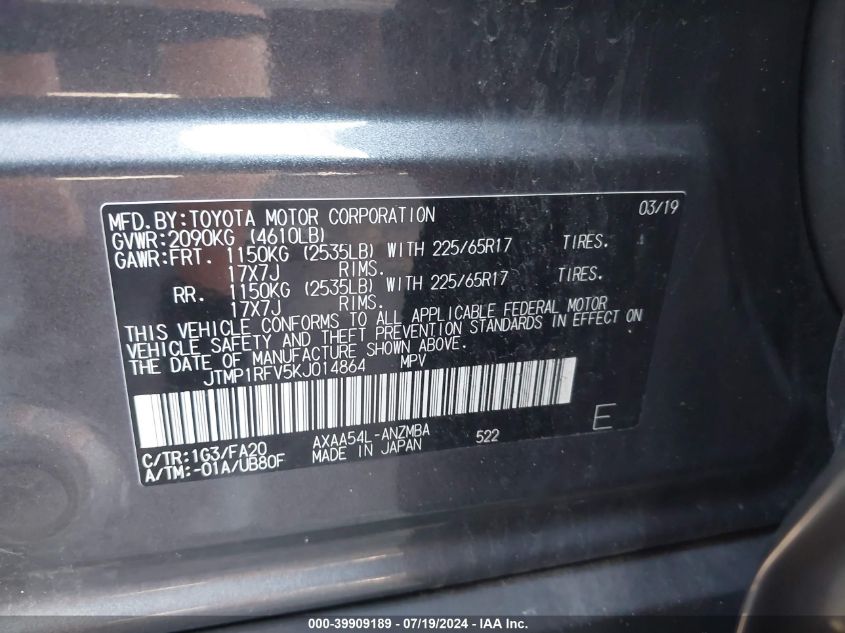 MFD.BY:TOYOTA MOTOR CORPORATION 03/19
GVWR:2090KG (4610LB)
GAWR:FRT. 1150KG (2535LB) WITH 225/65R17 TIRES.
17X7J RIMS.
RR. 1150KG (2535LB) WITH 225/65R17 TIRES.
17X7J RIMS.
THIS VEHICLE CONFORMS TO ALL APPLICABLE FEDERAL MOTOR
VEHICLE SAFETY AND THEFT PREVENTION STANDARDS IN EFFECT ON
THE DATE OF MANUFACTURE SHOWN ABOVE.
JTMP1RFV5KJ014864 MPV
C/TR:1G3/FA20 AXAA54L-ANZMBA 522 E
A/TM:-01A/UB80F MADE IN JAPAN
000-39909189 - 07/19/2024 - IAA Inc.